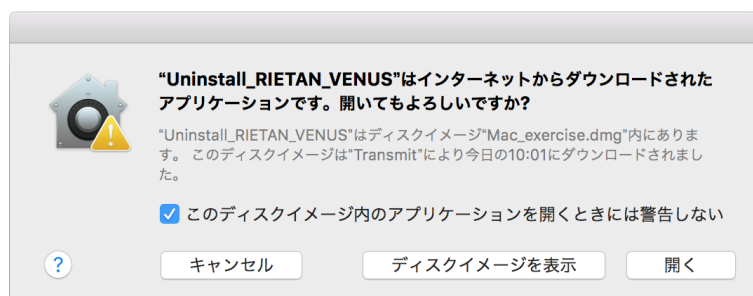 “Uninstall_RIETAN_VENUS”はインターネットからダウンロードされた
アプリケーションです。開いてもよろしいですか?
“Uninstall_RIETAN_VENUS”はディスクイメージ“Mac_exercise.dmg”内にありま
す。 このディスクイメージは“Transmit”により今日の10:01にダウンロードされまし
た。
このディスクイメージ内のアプリケーションを開くときには警告しない
? キャンセル ディスクイメージを表示 開く